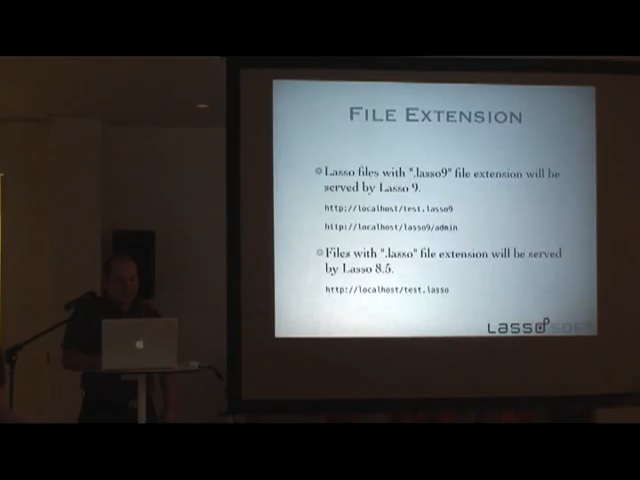 File Extension
Lasso files with ".lasso9" file extension will be
served by Lasso 9.
http://localhost/test.lasso9
http://localhost/lasso9/admin
Files with ".lasso" file extension will be served
by Lasso 8.5.
http://localhost/test.lasso
LASSOSOFT